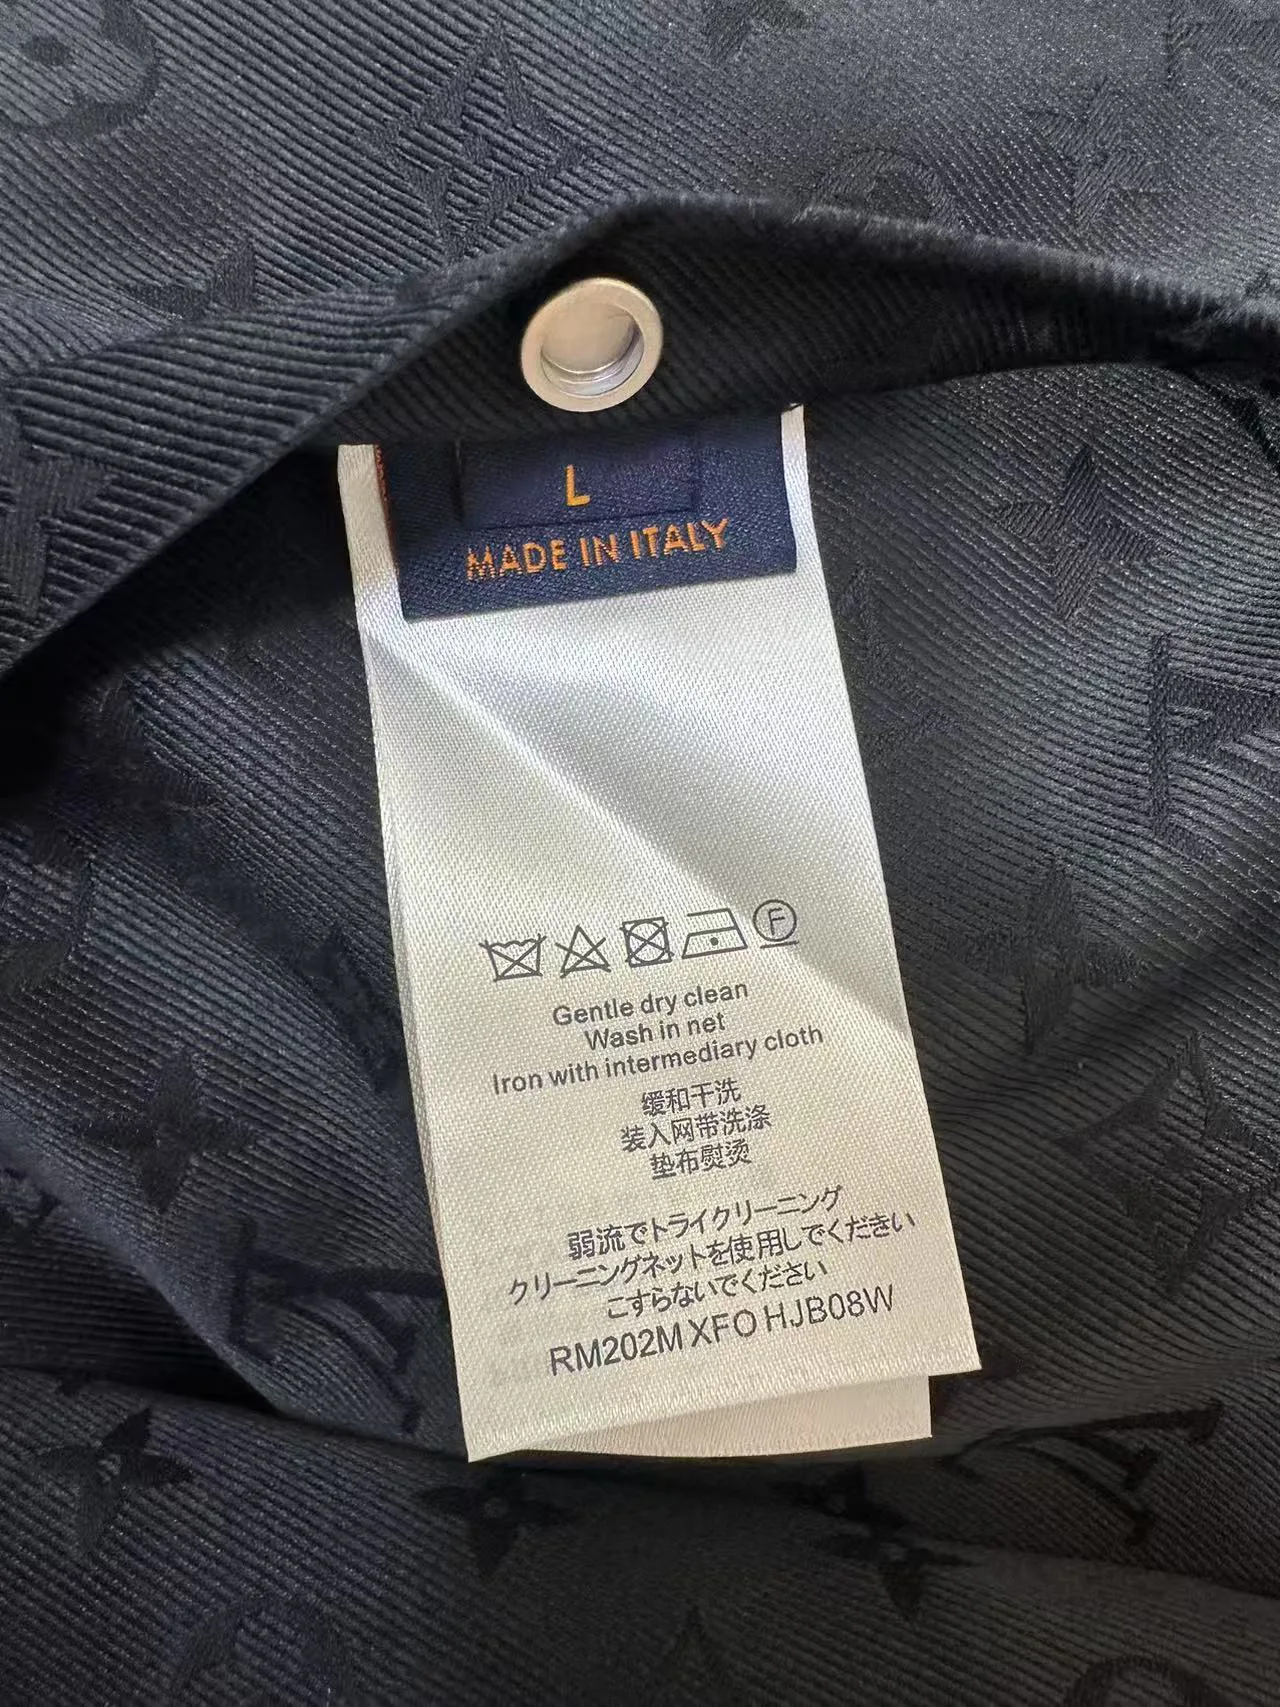 L
MADE IN ITALY
F
Gentle dry clean
Wash in net
Iron with intermediary cloth
缓和干洗
装入网带洗涤
垫布熨烫
弱流でトライクリーニング
クリーニングネットを使用しでくだきい
こすらないでください
RM202M XFO HJB08W